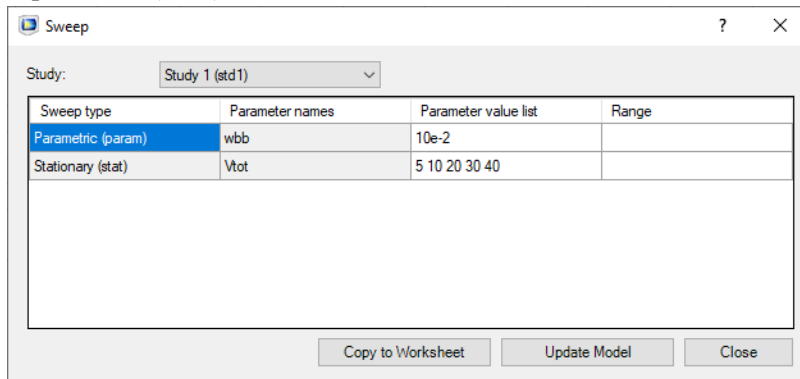 Sweep ? ×
Study: Study 1 (std1)
Sweep type Parameter names Parameter value list Range
Parametric (param) wbb 10e-2
Stationary (stat) Vtot 5 10 20 30 40
Copy to Worksheet Update Model Close